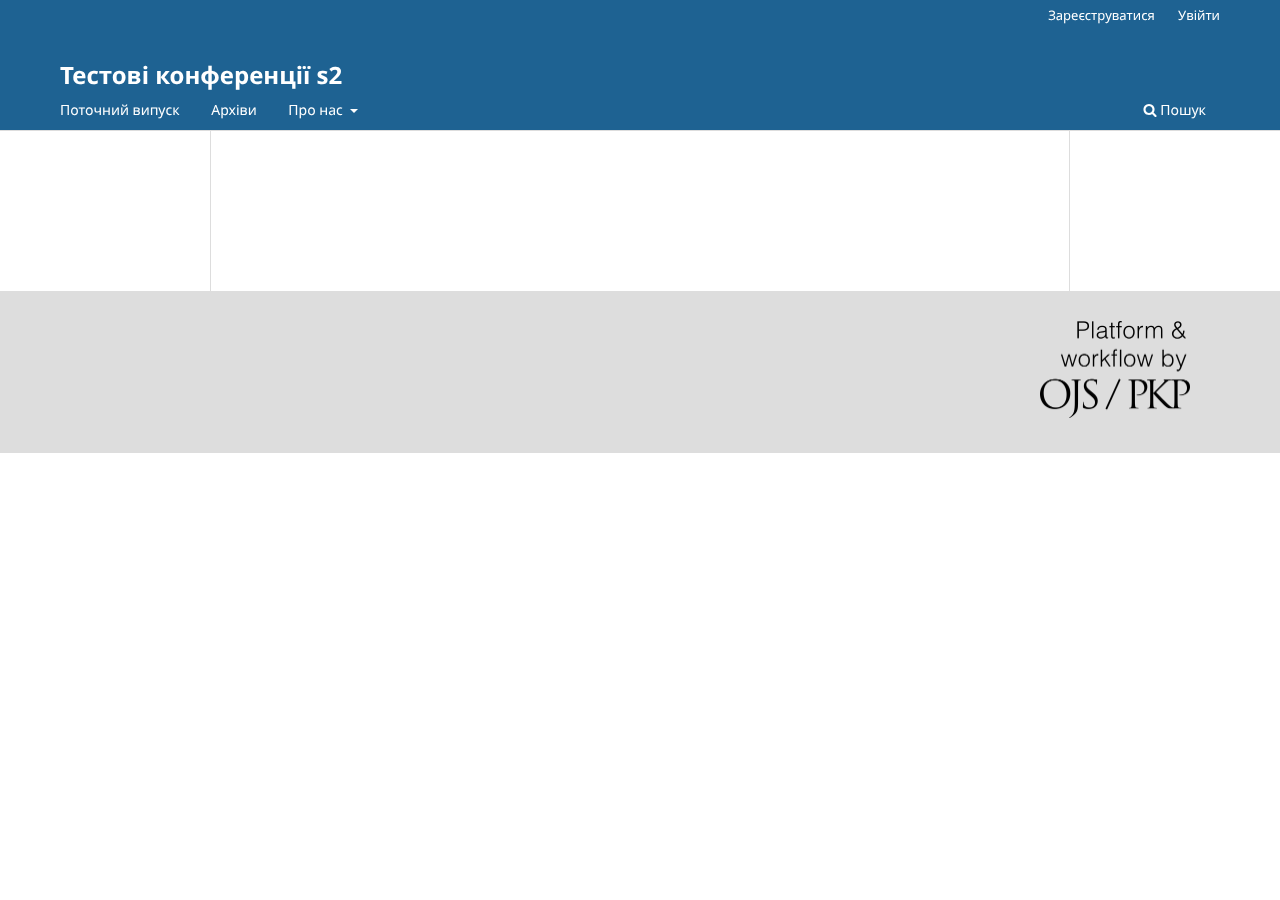 Зареєструватися Увійти
Тестові конференції s2
Поточний випуск Архіви Про нас Пошук
Platform &
workflow by
OJS / PKP